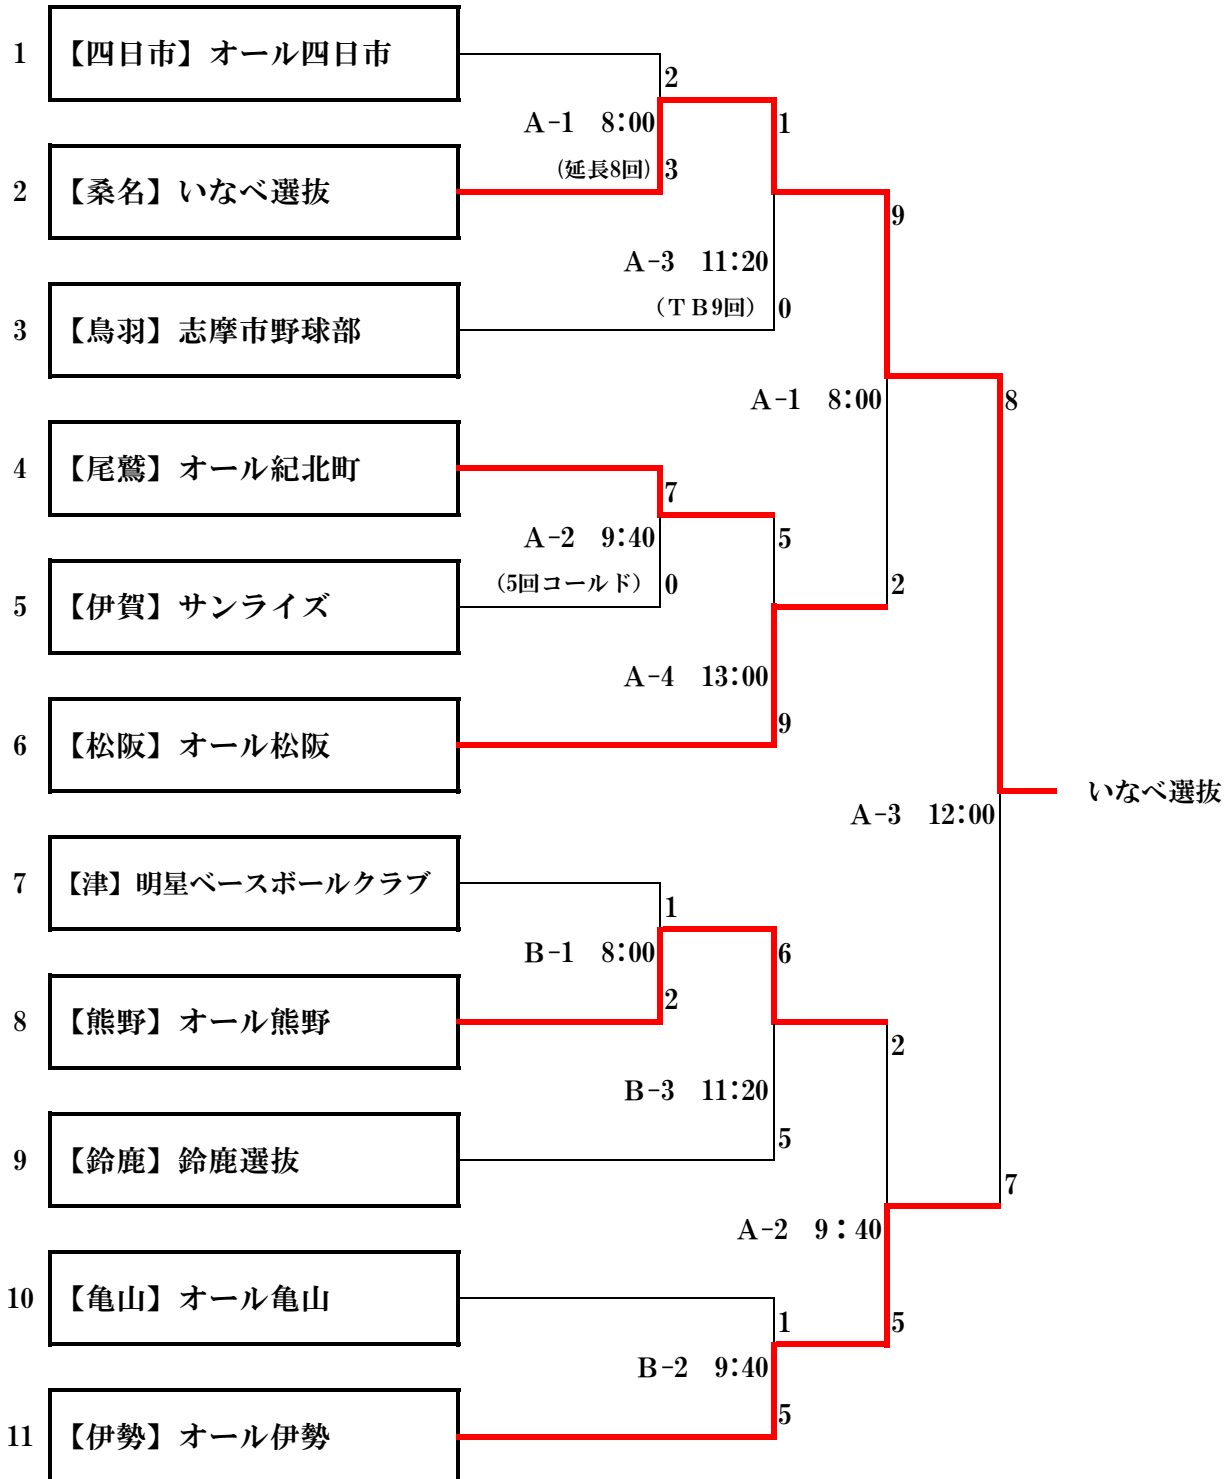 1 【四日市】オール四日市
2
A-1 8:00
1
(延長8回) 3
2 【桑名】いなべ選抜
9
A-3 11:20
(TB9回) 0
3 【鳥羽】志摩市野球部
A-1 8:00
8
4 【尾鷲】オール紀北町
7
A-2 9:40
5
(5回コールド) 0
2
5 【伊賀】サンライズ
A-4 13:00
9
6 【松阪】オール松阪
いなべ選抜
A-3 12:00
7 【津】明星ベースボールクラブ
1
B-1 8:00
6
2
8 【熊野】オール熊野
2
B-3 11:20
5
9 【鈴鹿】鈴鹿選抜
7
A-2 9:40
10 【亀山】オール亀山
1
5
B-2 9:40
5
11 【伊勢】オール伊勢